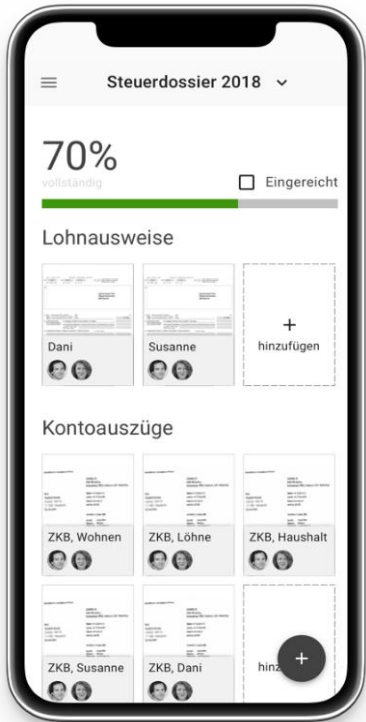 Steuerdossier 2018
70%
vollständig
Eingereicht
Lohnausweise
Dani
Susanne
+
hinzufügen
Kontoauszüge
ZKB, Wohnen
ZKB, Löhne
ZKB, Haushalt
ZKB, Susanne
ZKB, Dani
hinz
+